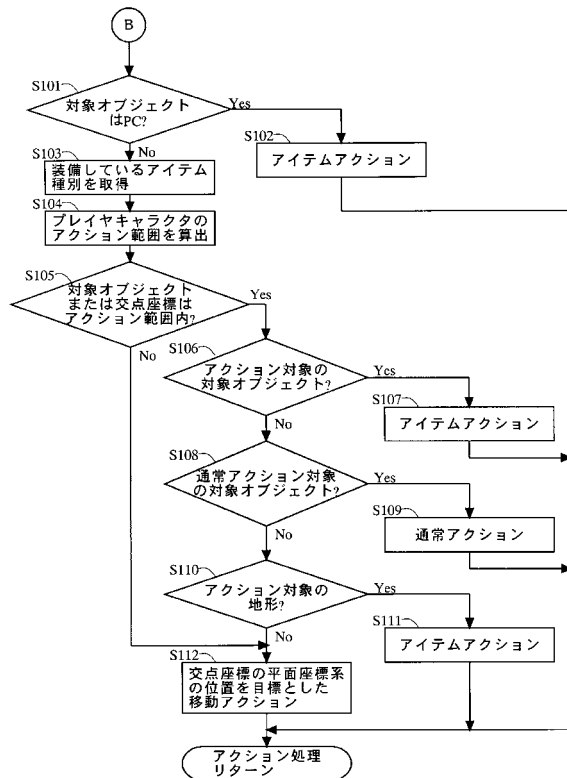 B
S101
対象オブジェクト
はPC?
Yes
No
S102
アイテムアクション
S103
装備しているアイテム
種別を取得
S104
プレイヤキャラクタの
アクション範囲を算出
S105
対象オブジェクト
または交点座標は
アクション範囲内?
Yes
No
S106
アクション対象の
対象オブジェクト?
Yes
No
S107
アイテムアクション
S108
通常アクション対象
の対象オブジェクト?
Yes
No
S109
通常アクション
S110
アクション対象の
地形?
Yes
No
S111
アイテムアクション
S112
交点座標の平面座標系
の位置を目標とした
移動アクション
アクション処理
リターン